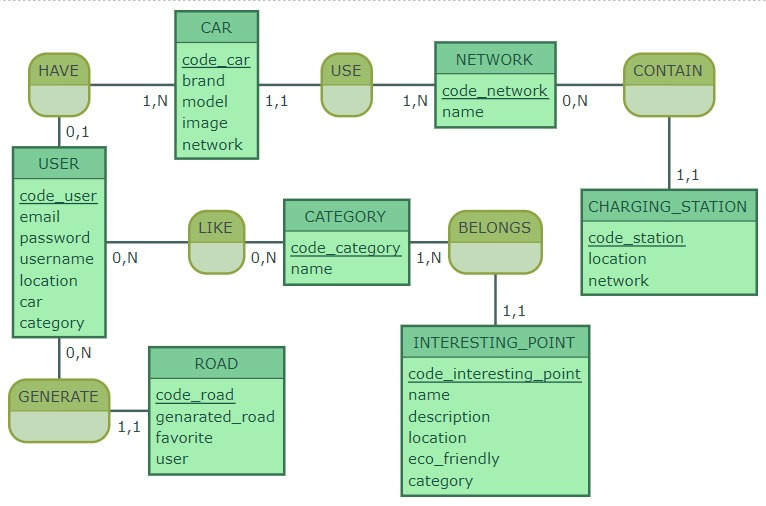 CAR
code_car
brand
model
image
network
HAVE
1,N
1,1
USE
1,N
NETWORK
code_network
name
0,N
CONTAIN
0,1
1,1
USER
code_user
email
password
username
location
car
category
0,N
LIKE
0,N
CATEGORY
code_category
name
1,N
BELONGS
1,1
CHARGING_STATION
code_station
location
network
0,N
GENERATE
1,1
ROAD
code_road
genarated_road
favorite
user
INTERESTING_POINT
code_interesting_point
name
description
location
eco_friendly
category